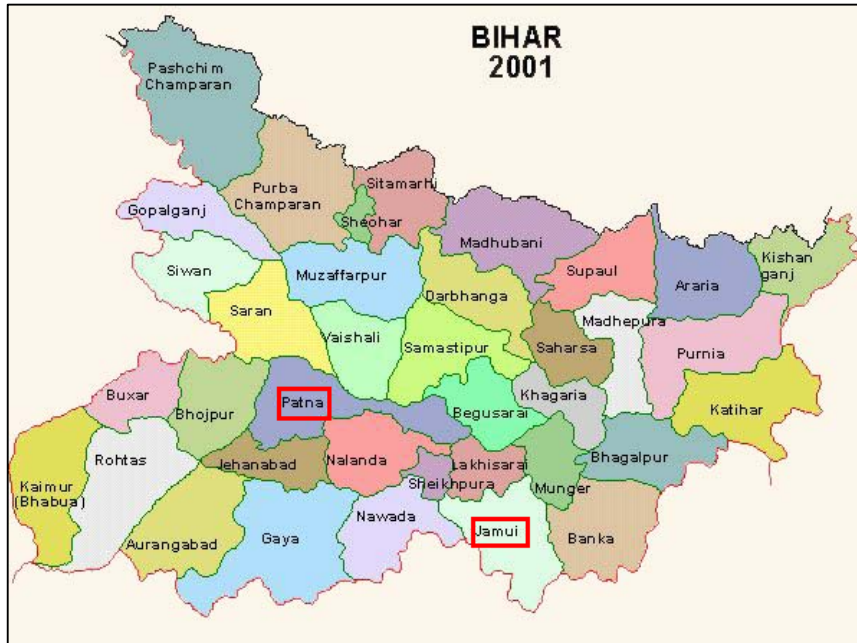 BIHAR
2001
Pashchim
Champaran
Purba
Champaran
Sitamarhi
Sheohar
Gopalganj
Madhubani
Siwan
Muzaffarpur
Supaul
Araria
Kishan
ganj
Darbhanga
Saran
Madhepura
Vaishali
Samastipur
Saharsa
Purnia
Buxar
Bhojpur
Patna
Begusarai
Khagaria
Katihar
Rohtas
Jehanabad
Nalanda
Lakhisarai
Bhagalpur
Kaimur
(Bhabua)
Sheikhpura
Munger
Aurangabad
Gaya
Nawada
Jamui
Banka